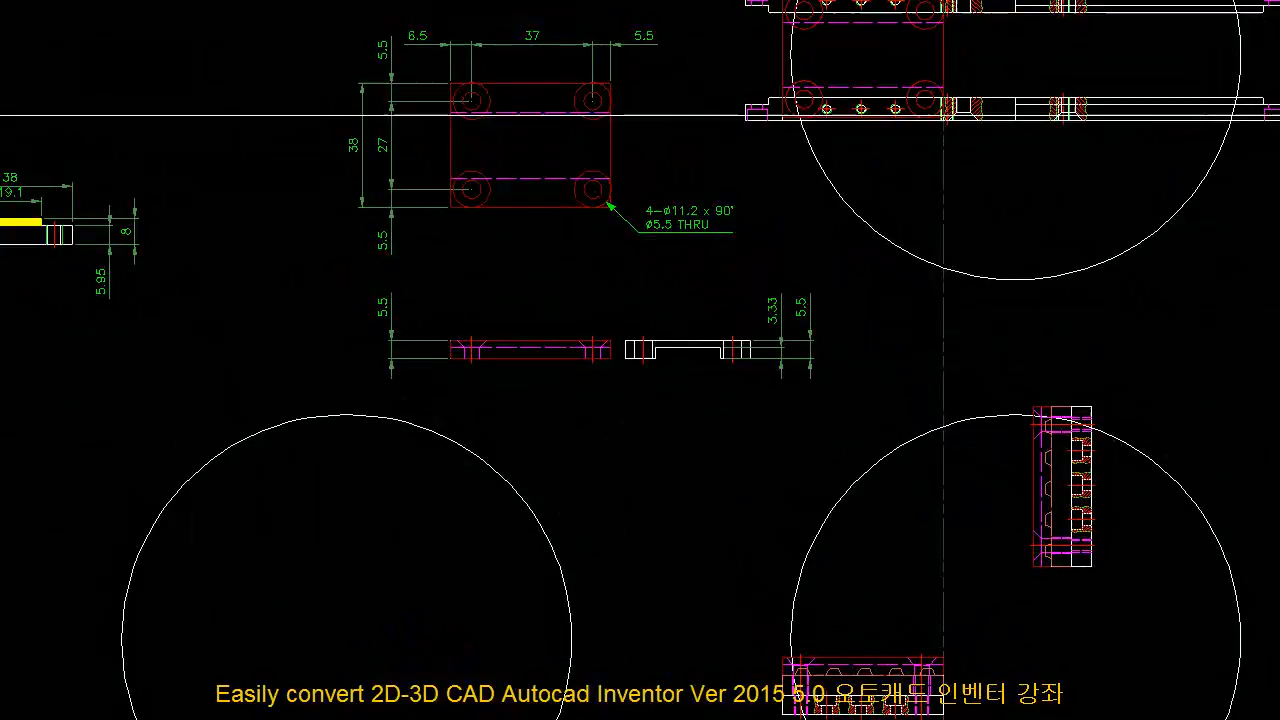 6.5 37 5.5
5.5
38
27
5.5
4-ø11.2 x 90°
ø5.5 THRU
38
19.1
8
5.95
5.5
3.33
5.5
Easily convert 2D-3D CAD Autocad Inventor Ver 2015 5.0 오토캐드 인벤터 강좌